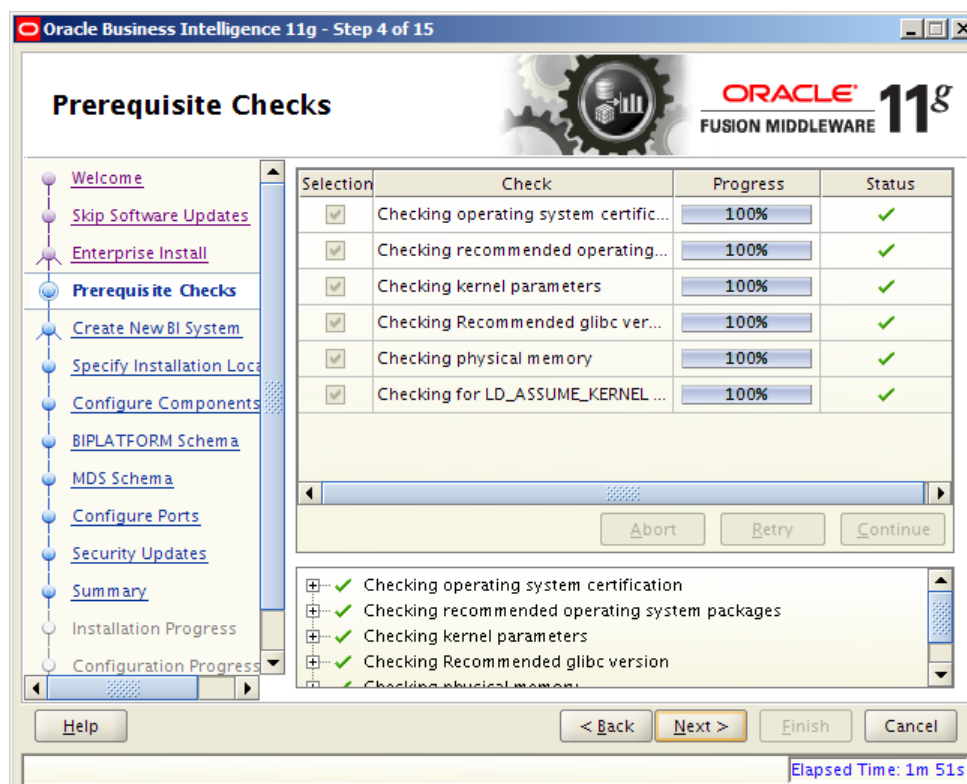 Oracle Business Intelligence 11g - Step 4 of 15
Prerequisite Checks
ORACLE
FUSION MIDDLEWARE
11g
Welcome
Skip Software Updates
Enterprise Install
Prerequisite Checks
Create New BI System
Specify Installation Loca
Configure Components
BIPLATFORM Schema
MDS Schema
Configure Ports
Security Updates
Summary
Installation Progress
Configuration Progress
Selection Check Progress Status
Checking operating system certific... 100%
Checking recommended operating... 100%
Checking kernel parameters 100%
Checking Recommended glibc ver... 100%
Checking physical memory 100%
Checking for LD_ASSUME_KERNEL ... 100%
Abort Retry Continue
Checking operating system certification
Checking recommended operating system packages
Checking kernel parameters
Checking Recommended glibc version
Checking physical memory
Help < Back Next > Finish Cancel
Elapsed Time: 1m 51s